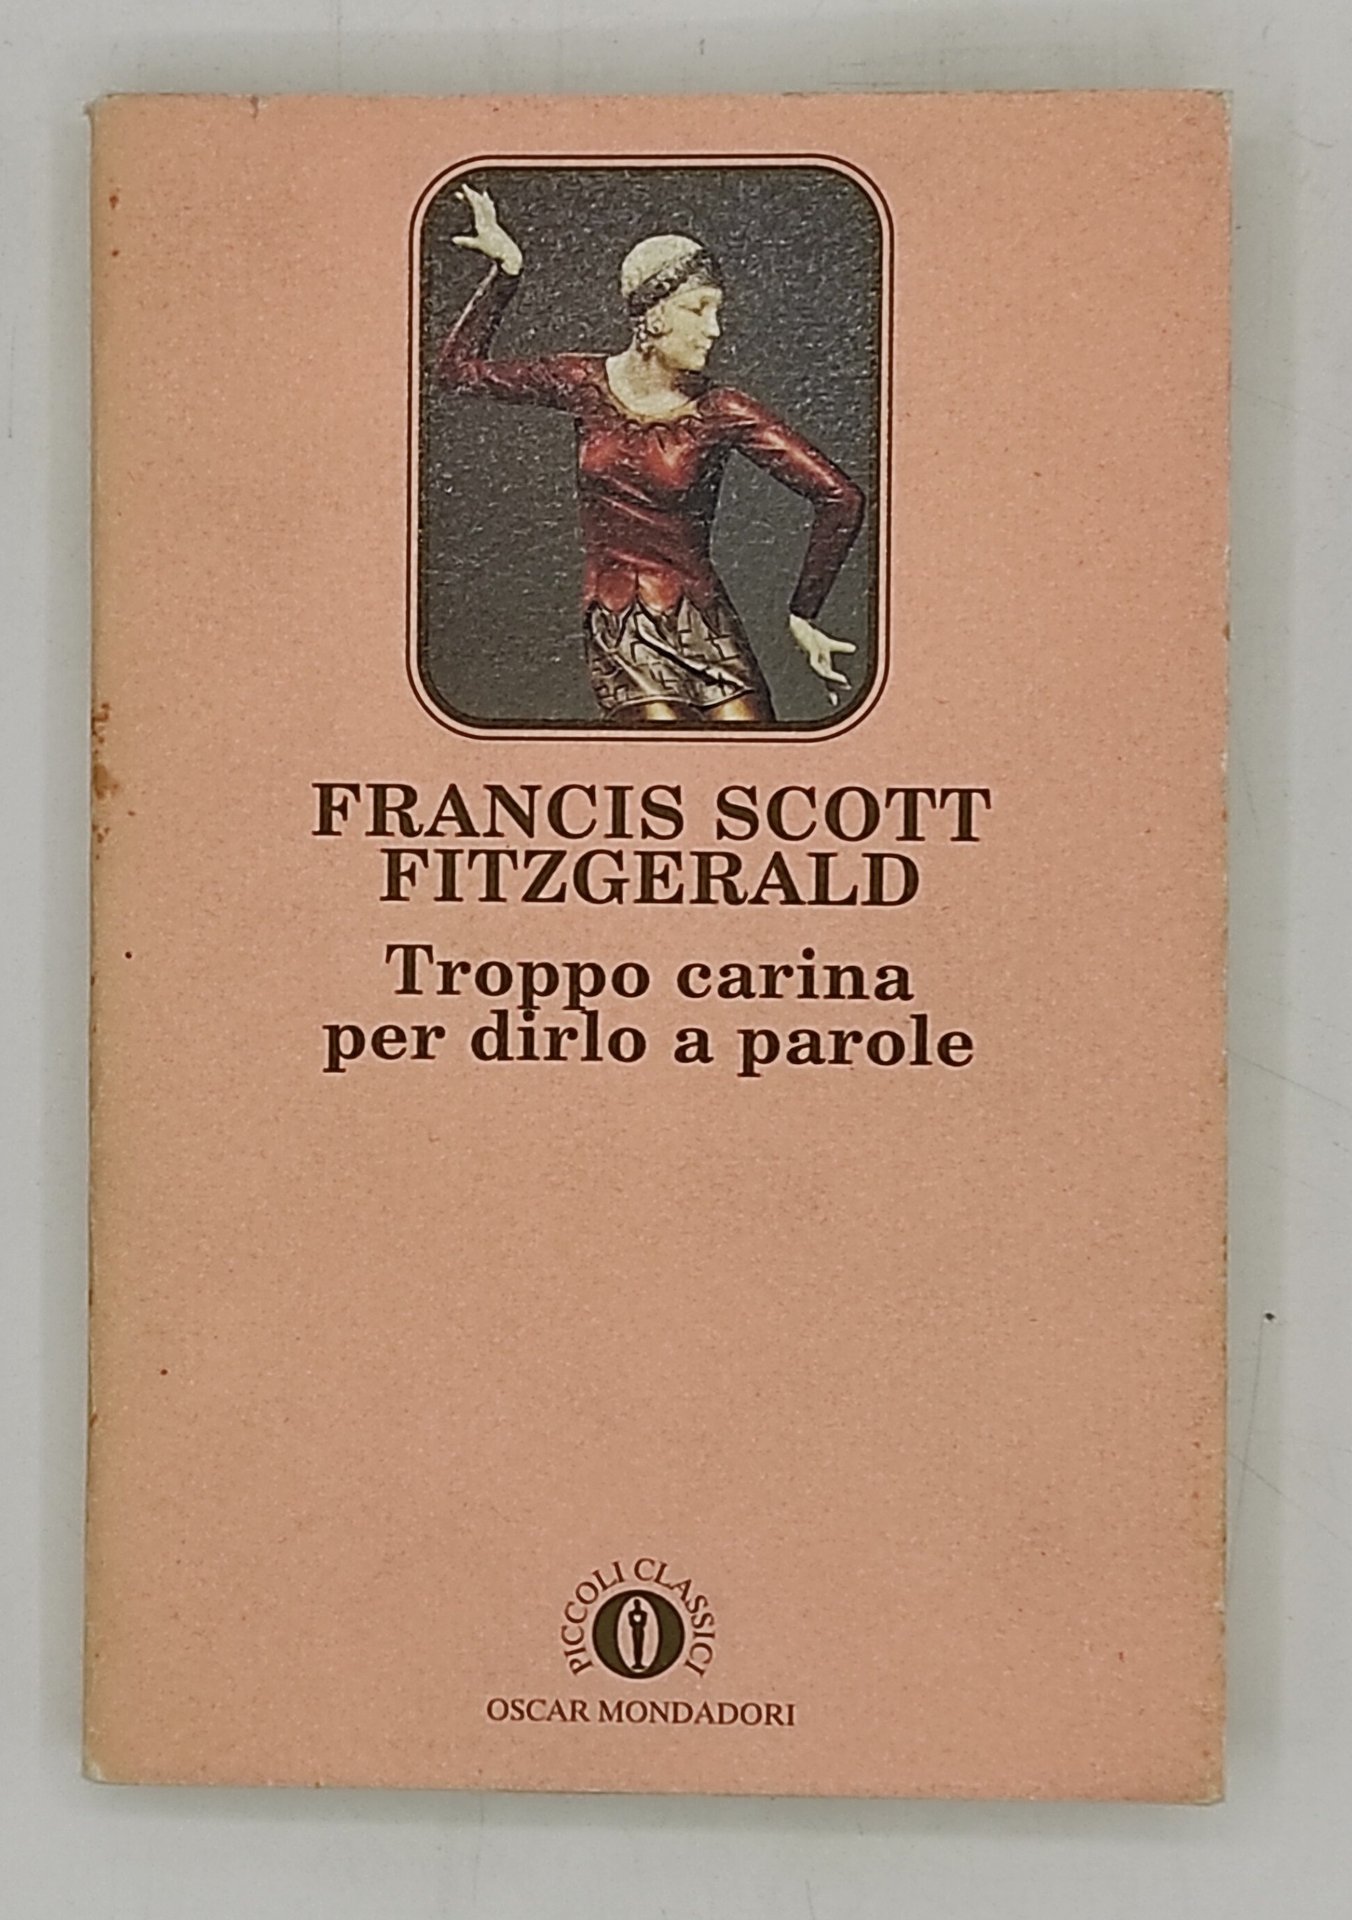 FRANCIS SCOTT
FITZGERALD
Troppo carina
per dirlo a parole
PICCOLI CLASSICI
OSCAR MONDADORI